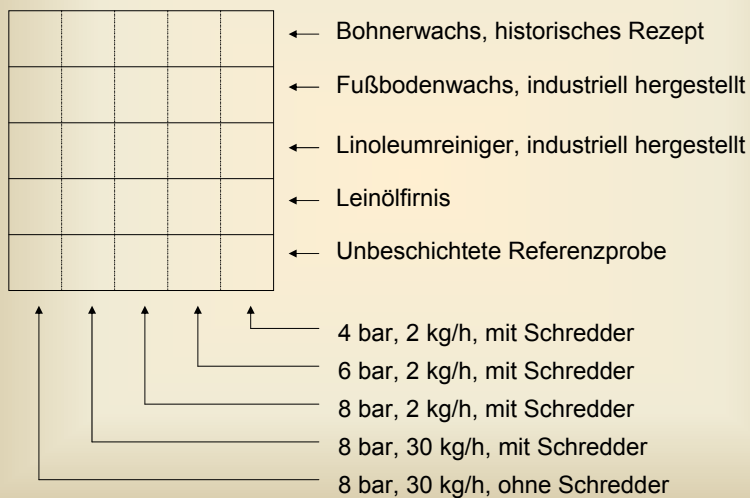 Bohnerwachs, historisches Rezept
Fußbodenwachs, industriell hergestellt
Linoleumreiniger, industriell hergestellt
Leinölfirnis
Unbeschichtete Referenzprobe
4 bar, 2 kg/h, mit Schredder
6 bar, 2 kg/h, mit Schredder
8 bar, 2 kg/h, mit Schredder
8 bar, 30 kg/h, mit Schredder
8 bar, 30 kg/h, ohne Schredder